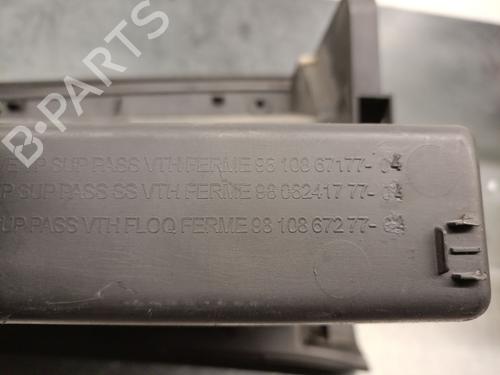 B-PARTS
SUP PASS VTH FERME 98 108 671 77-
SUP PASS SS VTH FERME 98 082 417 77-
SUP PASS VTH FLOQ FERME 98 108 672 77-